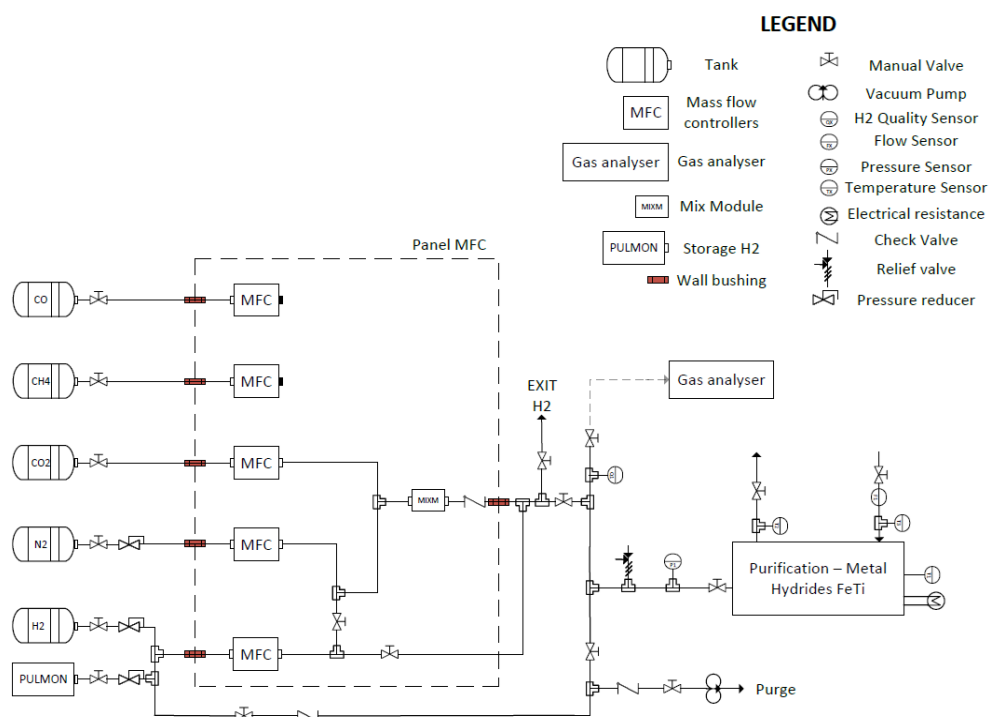 LEGEND
Tank
MFC
Mass flow
controllers
Gas analyser
Gas analyser
MIXM
Mix Module
PULMON
Storage H2
Wall bushing
Manual Valve
Vacuum Pump
H2 Quality Sensor
Flow Sensor
Pressure Sensor
Temperature Sensor
Electrical resistance
Check Valve
Relief valve
Pressure reducer
Panel MFC
CO
MFC
CH4
MFC
CO2
MFC
MIXM
N2
MFC
H2
MFC
PULMON
EXIT
H2
Gas analyser
Purification – Metal
Hydrides FeTi
Purge